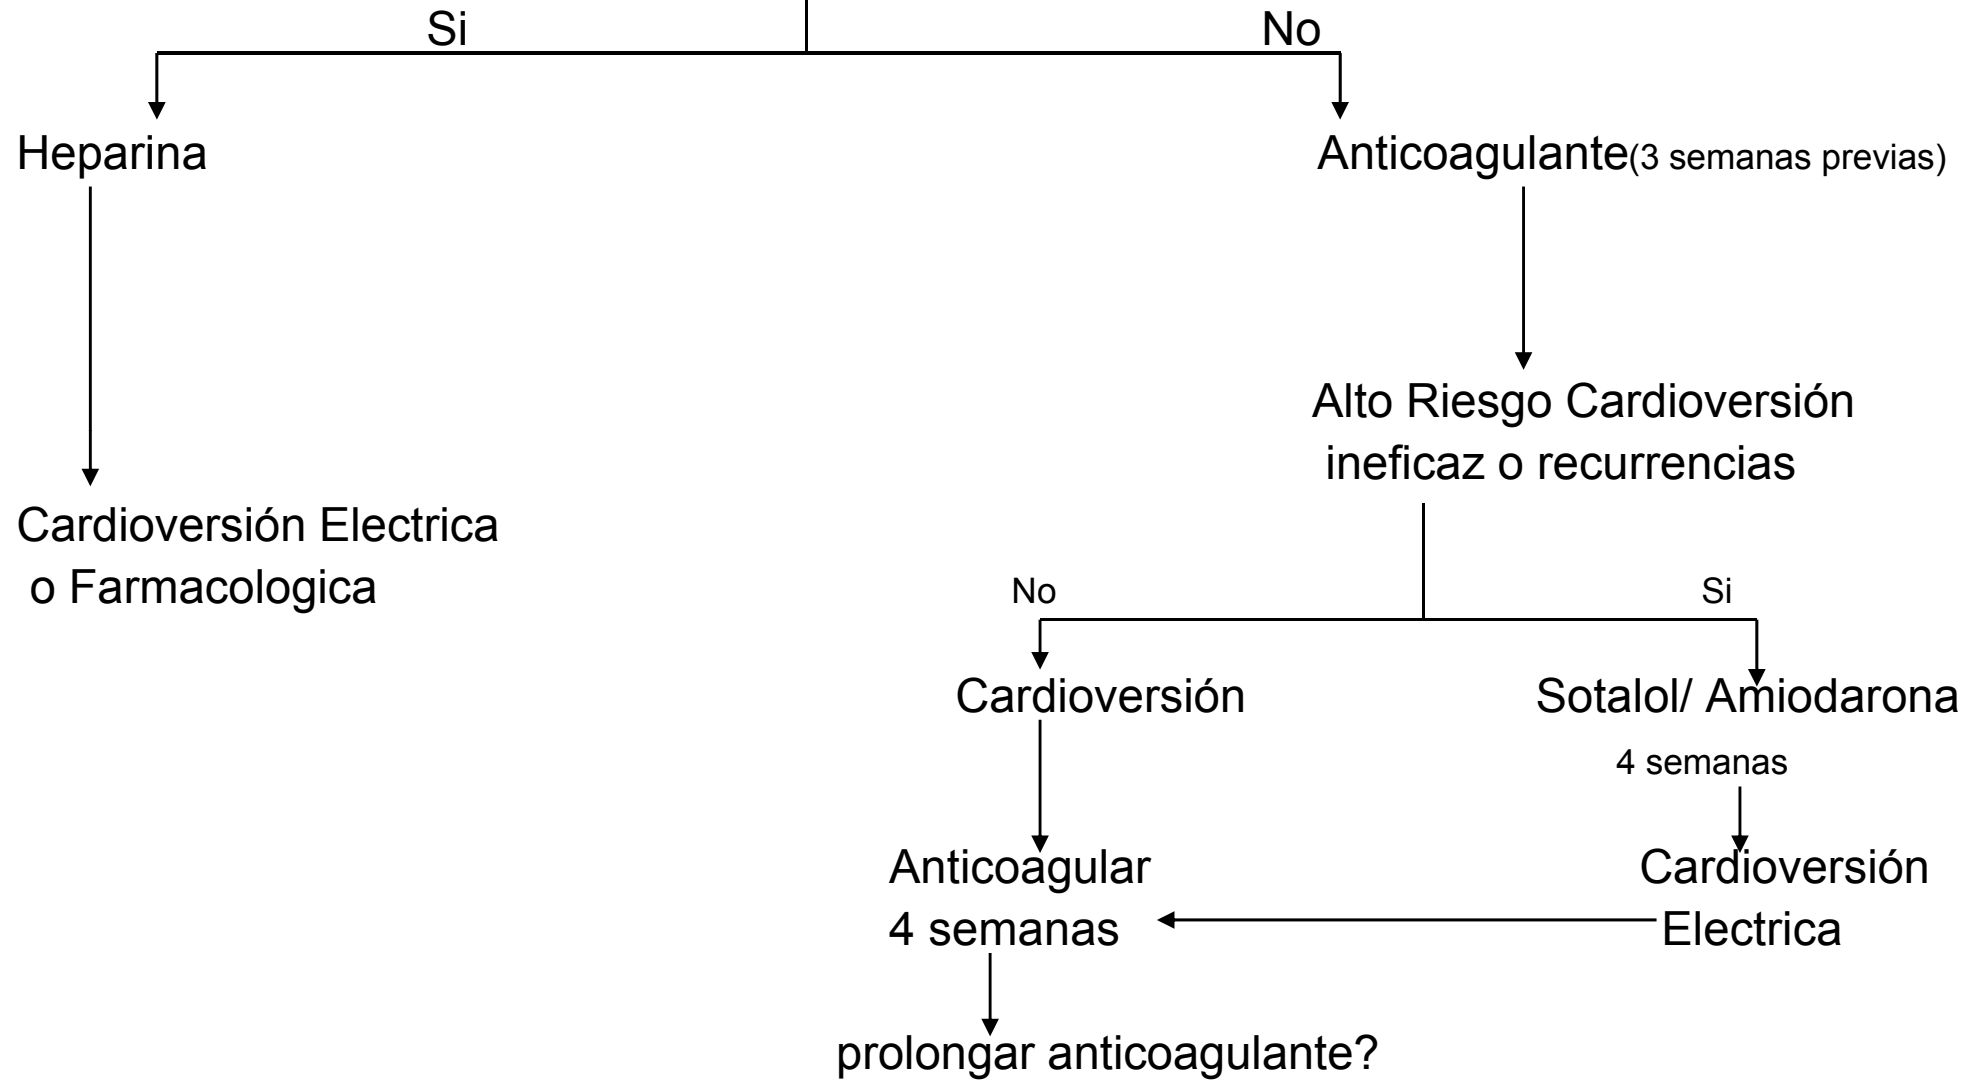 Si
No
Heparina
Anticoagulante(3 semanas previas)
Alto Riesgo Cardioversión
ineficaz o recurrencias
Cardioversión Electrica
o Farmacologica
No
Si
Cardioversión
Sotalol/ Amiodarona
4 semanas
Anticoagular
4 semanas
Cardioversión
Electrica
prolongar anticoagulante?